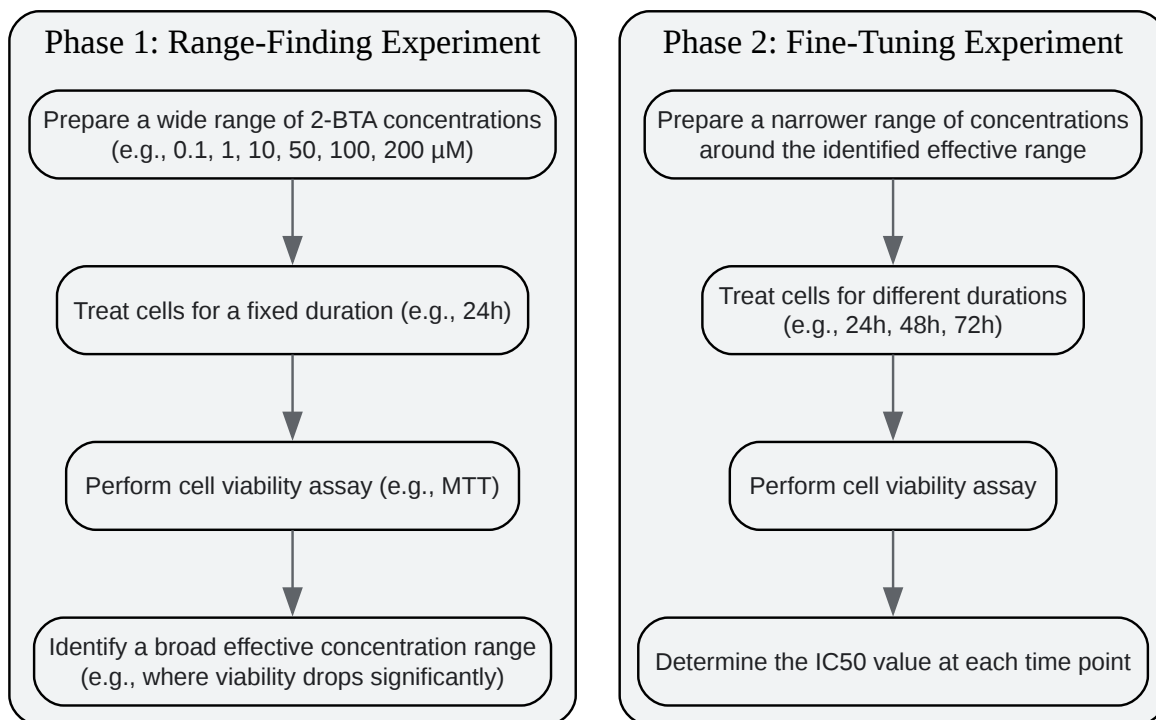 Phase 1: Range-Finding Experiment
Prepare a wide range of 2-BTA concentrations
(e.g., 0.1, 1, 10, 50, 100, 200 µM)
Treat cells for a fixed duration (e.g., 24h)
Perform cell viability assay (e.g., MTT)
Identify a broad effective concentration range
(e.g., where viability drops significantly)
Phase 2: Fine-Tuning Experiment
Prepare a narrower range of concentrations
around the identified effective range
Treat cells for different durations
(e.g., 24h, 48h, 72h)
Perform cell viability assay
Determine the IC50 value at each time point